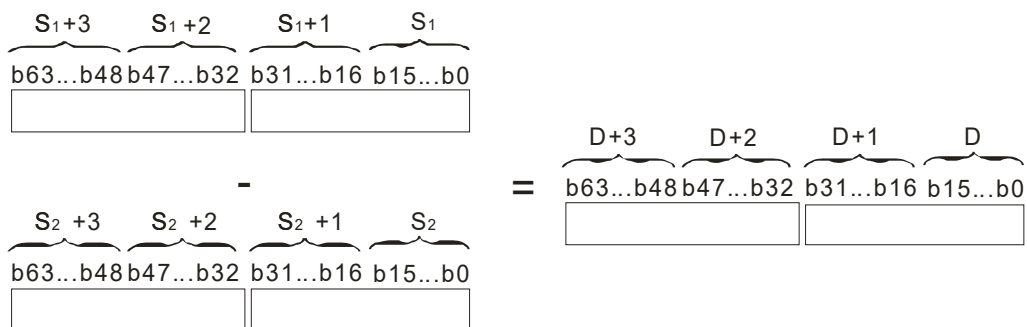 S1+3 S1+2 S1+1 S1
b63...b48 b47...b32 b31...b16 b15...b0
-
S2 +3 S2 +2 S2 +1 S2
b63...b48 b47...b32 b31...b16 b15...b0
=
D+3 D+2 D+1 D
b63...b48 b47...b32 b31...b16 b15...b0